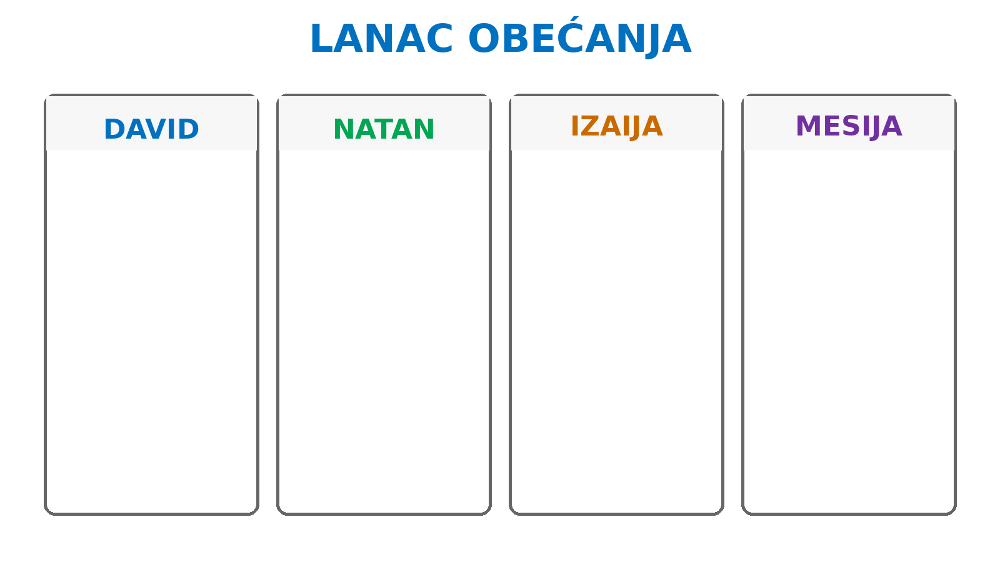 LANAC OBEĆANJA
DAVID
NATAN
IZAIJA
MESIJA